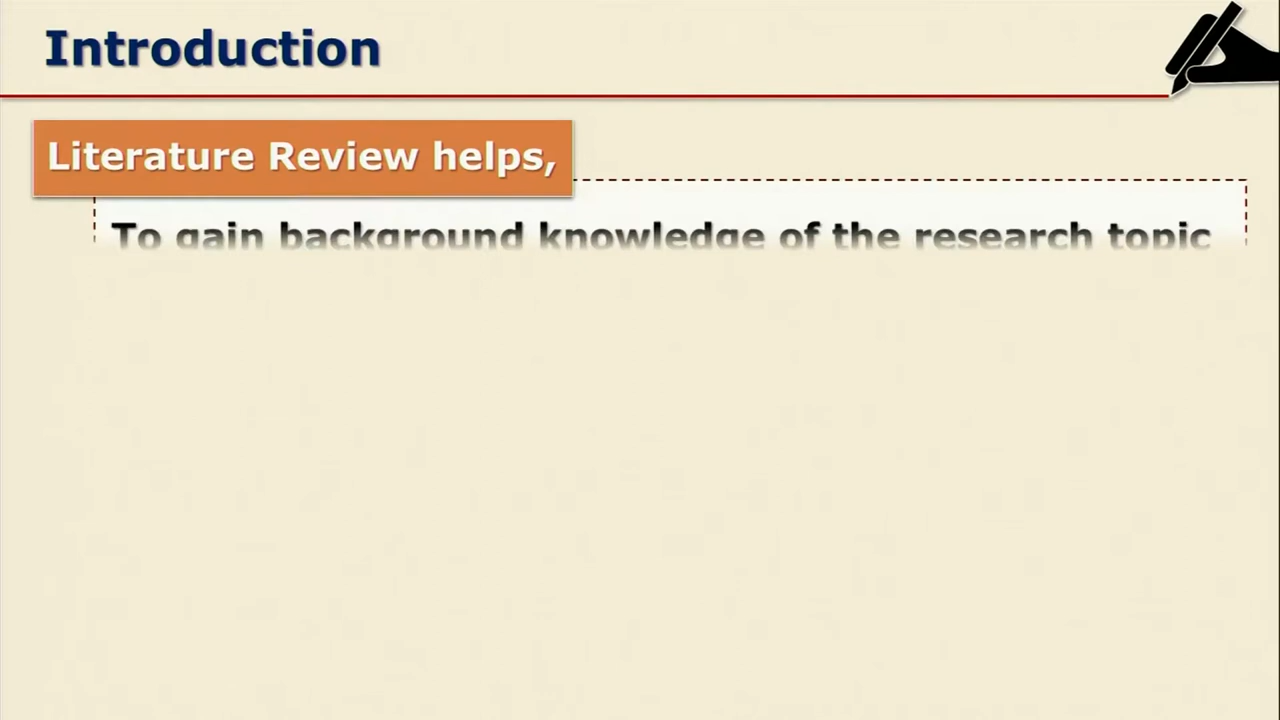 Introduction
Literature Review helps,
To gain background knowledge of the research topic